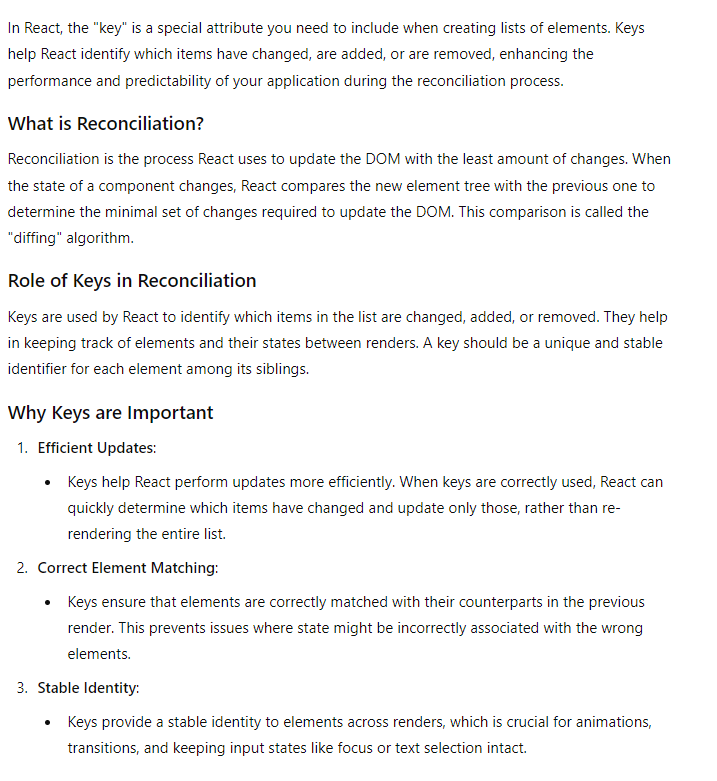 In React, the "key" is a special attribute you need to include when creating lists of elements. Keys
help React identify which items have changed, are added, or are removed, enhancing the
performance and predictability of your application during the reconciliation process.
What is Reconciliation?
Reconciliation is the process React uses to update the DOM with the least amount of changes. When
the state of a component changes, React compares the new element tree with the previous one to
determine the minimal set of changes required to update the DOM. This comparison is called the
"diffing" algorithm.
Role of Keys in Reconciliation
Keys are used by React to identify which items in the list are changed, added, or removed. They help
in keeping track of elements and their states between renders. A key should be a unique and stable
identifier for each element among its siblings.
Why Keys are Important
1. Efficient Updates:
• Keys help React perform updates more efficiently. When keys are correctly used, React can
quickly determine which items have changed and update only those, rather than re-
rendering the entire list.
2. Correct Element Matching:
• Keys ensure that elements are correctly matched with their counterparts in the previous
render. This prevents issues where state might be incorrectly associated with the wrong
elements.
3. Stable Identity:
• Keys provide a stable identity to elements across renders, which is crucial for animations,
transitions, and keeping input states like focus or text selection intact.